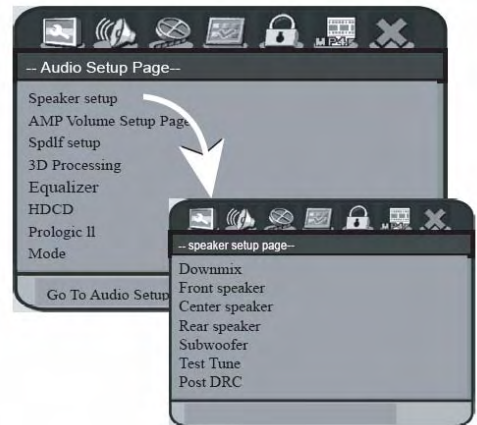 MP4F
-- Audio Setup Page--
Speaker setup
AMP Volume Setup Page
Spdlf setup
3D Processing
Equalizer
HDCD
Prologic ll
Mode
Go To Audio Setup
-- speaker setup page--
Downmix
Front speaker
Center speaker
Rear speaker
Subwoofer
Test Tune
Post DRC